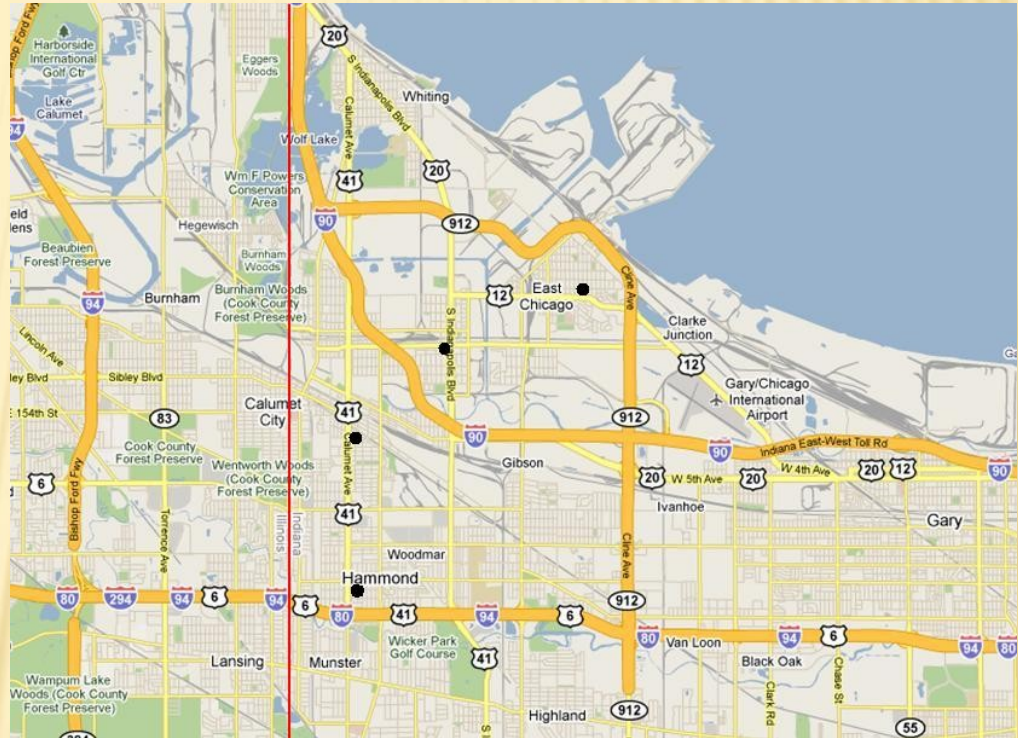 20
Harborside
International
Golf Ctr
Eggers
Woods
S Indianapolis Blvd
Whiting
Calumet Ave
Lake
Calumet
94
Wolf Lake
20
Wm F Powers
Conservation
Area
41
Hegewisch
90
912
Beaubien
Forest Preserve
Burnham
Woods
Cline Ave
East
Chicago
12
Burnham
Burnham Woods
(Cook County
Forest Preserve)
94
S Indianapolis Blvd
Clarke
Junction
Lincoln Ave
12
Sibley Blvd
Gary/Chicago
International
Airport
83
Calumet
City
41
912
E 154th St
Cook County
Forest Preserve
Calumet Ave
90
90
Indiana East-West Toll Rd
Wentworth Woods
(Cook County
Forest Preserve)
Gibson
W 4th Ave
20
12
90
6
20
W 5th Ave
20
Bishop Ford Fwy
Torrence Ave
41
Ivanhoe
Gary
Illinois
Indiana
Woodmar
Cline Ave
Hammond
80
294
94
6
94
6
80
41
94
6
912
Wicker Park
Golf Course
80
Van Loon
94
6
94
80
Lansing
Munster
41
Black Oak
Chase St
Wampum Lake
Woods (Cook County
Forest Preserve)
Clark Rd
Highland
912
55